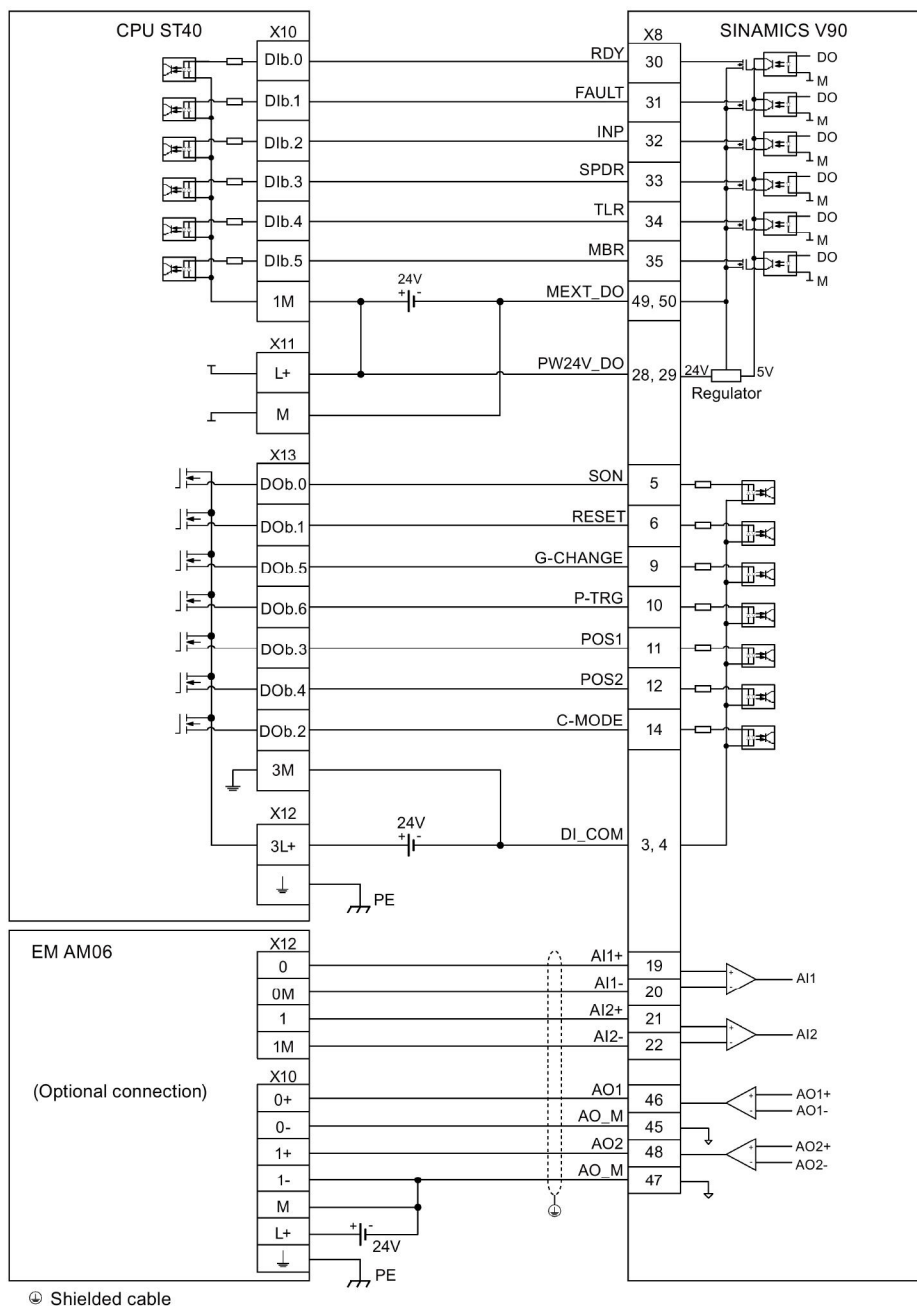 CPU ST40 X10 X8 SINAMICS V90
DIb.0 RDY 30 DO
M
DIb.1 FAULT 31 DO
M
DIb.2 INP 32 DO
M
DIb.3 SPDR 33 DO
M
DIb.4 TLR 34 DO
M
DIb.5 MBR 35 DO
M
24V
+ -
1M MEXT_DO 49, 50
X11
L+ PW24V_DO 28, 29 24V 5V
Regulator
M
X13
DOb.0 SON 5
DOb.1 RESET 6
DOb.5 G-CHANGE 9
DOb.6 P-TRG 10
DOb.3 POS1 11
DOb.4 POS2 12
DOb.2 C-MODE 14
3M
X12
24V
+ -
3L+ DI_COM 3, 4
PE
EM AM06 X12
0 AI1+ 19 + - AI1
0M AI1- 20
1 AI2+ 21 + - AI2
1M AI2- 22
(Optional connection) X10
0+ AO1 46 + - AO1+
AO1-
0- AO_M 45
1+ AO2 48 + - AO2+
AO2-
1- AO_M 47
M
L+ + -
24V
PE
Shielded cable